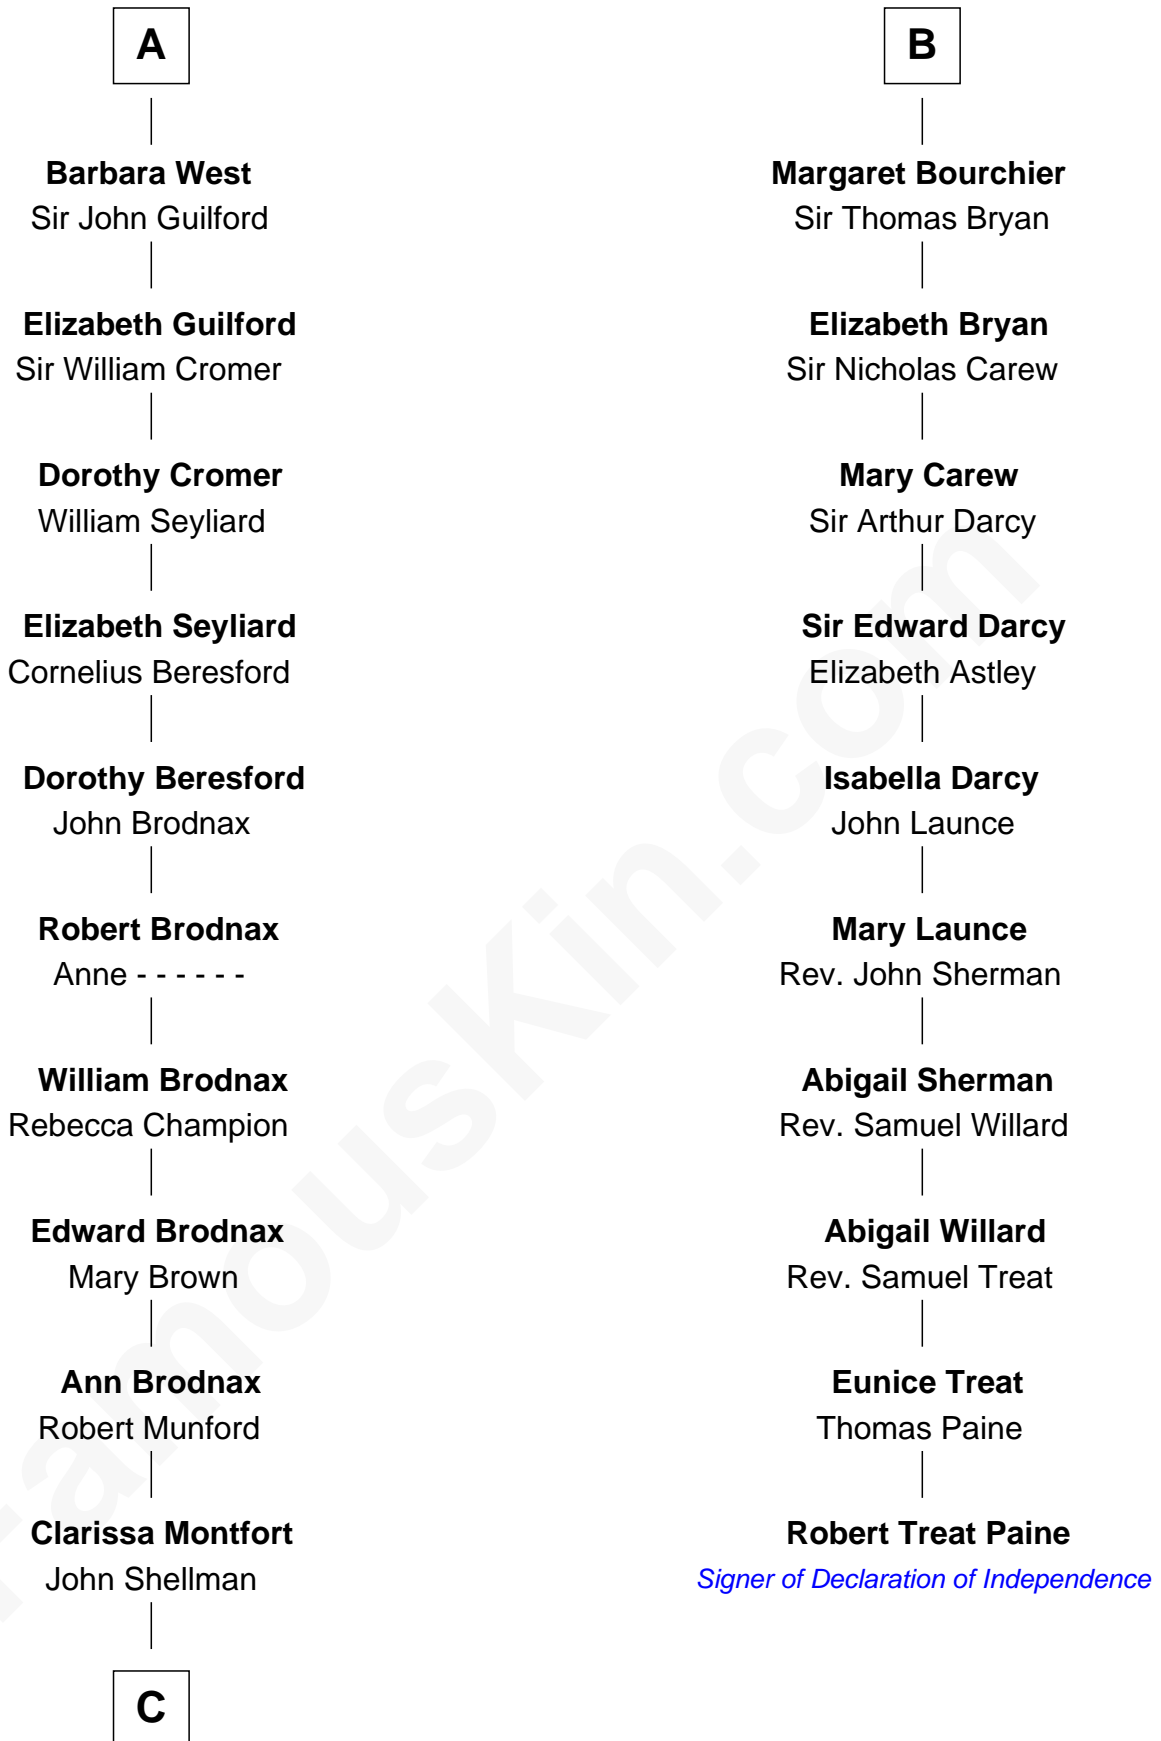 A
Barbara West
Sir John Guilford
Elizabeth Guilford
Sir William Cromer
Dorothy Cromer
William Seyliard
Elizabeth Seyliard
Cornelius Beresford
Dorothy Beresford
John Brodnax
Robert Brodnax
Anne - - - - - -
William Brodnax
Rebecca Champion
Edward Brodnax
Mary Brown
Ann Brodnax
Robert Munford
Clarissa Montfort
John Shellman
C
B
Margaret Bourchier
Sir Thomas Bryan
Elizabeth Bryan
Sir Nicholas Carew
Mary Carew
Sir Arthur Darcy
Sir Edward Darcy
Elizabeth Astley
Isabella Darcy
John Launce
Mary Launce
Rev. John Sherman
Abigail Sherman
Rev. Samuel Willard
Abigail Willard
Rev. Samuel Treat
Eunice Treat
Thomas Paine
Robert Treat Paine
Signer of Declaration of Independence
FamousKin.com